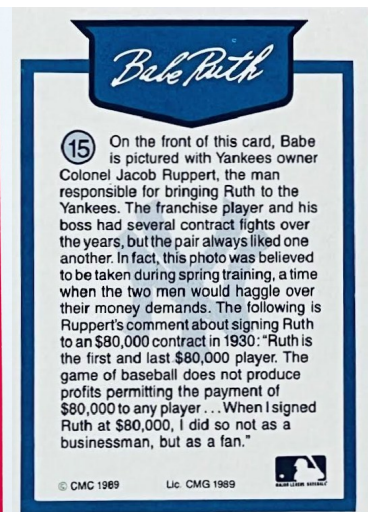 Babe Ruth
15 On the front of this card, Babe
is pictured with Yankees owner
Colonel Jacob Ruppert, the man
responsible for bringing Ruth to the
Yankees. The franchise player and his
boss had several contract fights over
the years, but the pair always liked one
another. In fact, this photo was believed
to be taken during spring training, a time
when the two men would haggle over
their money demands. The following is
Ruppert's comment about signing Ruth
to an $80,000 contract in 1930: "Ruth is
the first and last $80,000 player. The
game of baseball does not produce
profits permitting the payment of
$80,000 to any player...When I signed
Ruth at $80,000, I did so not as a
businessman, but as a fan."
© CMC 1989 Lic. CMG 1989
MAJOR LEAGUE BASEBALL